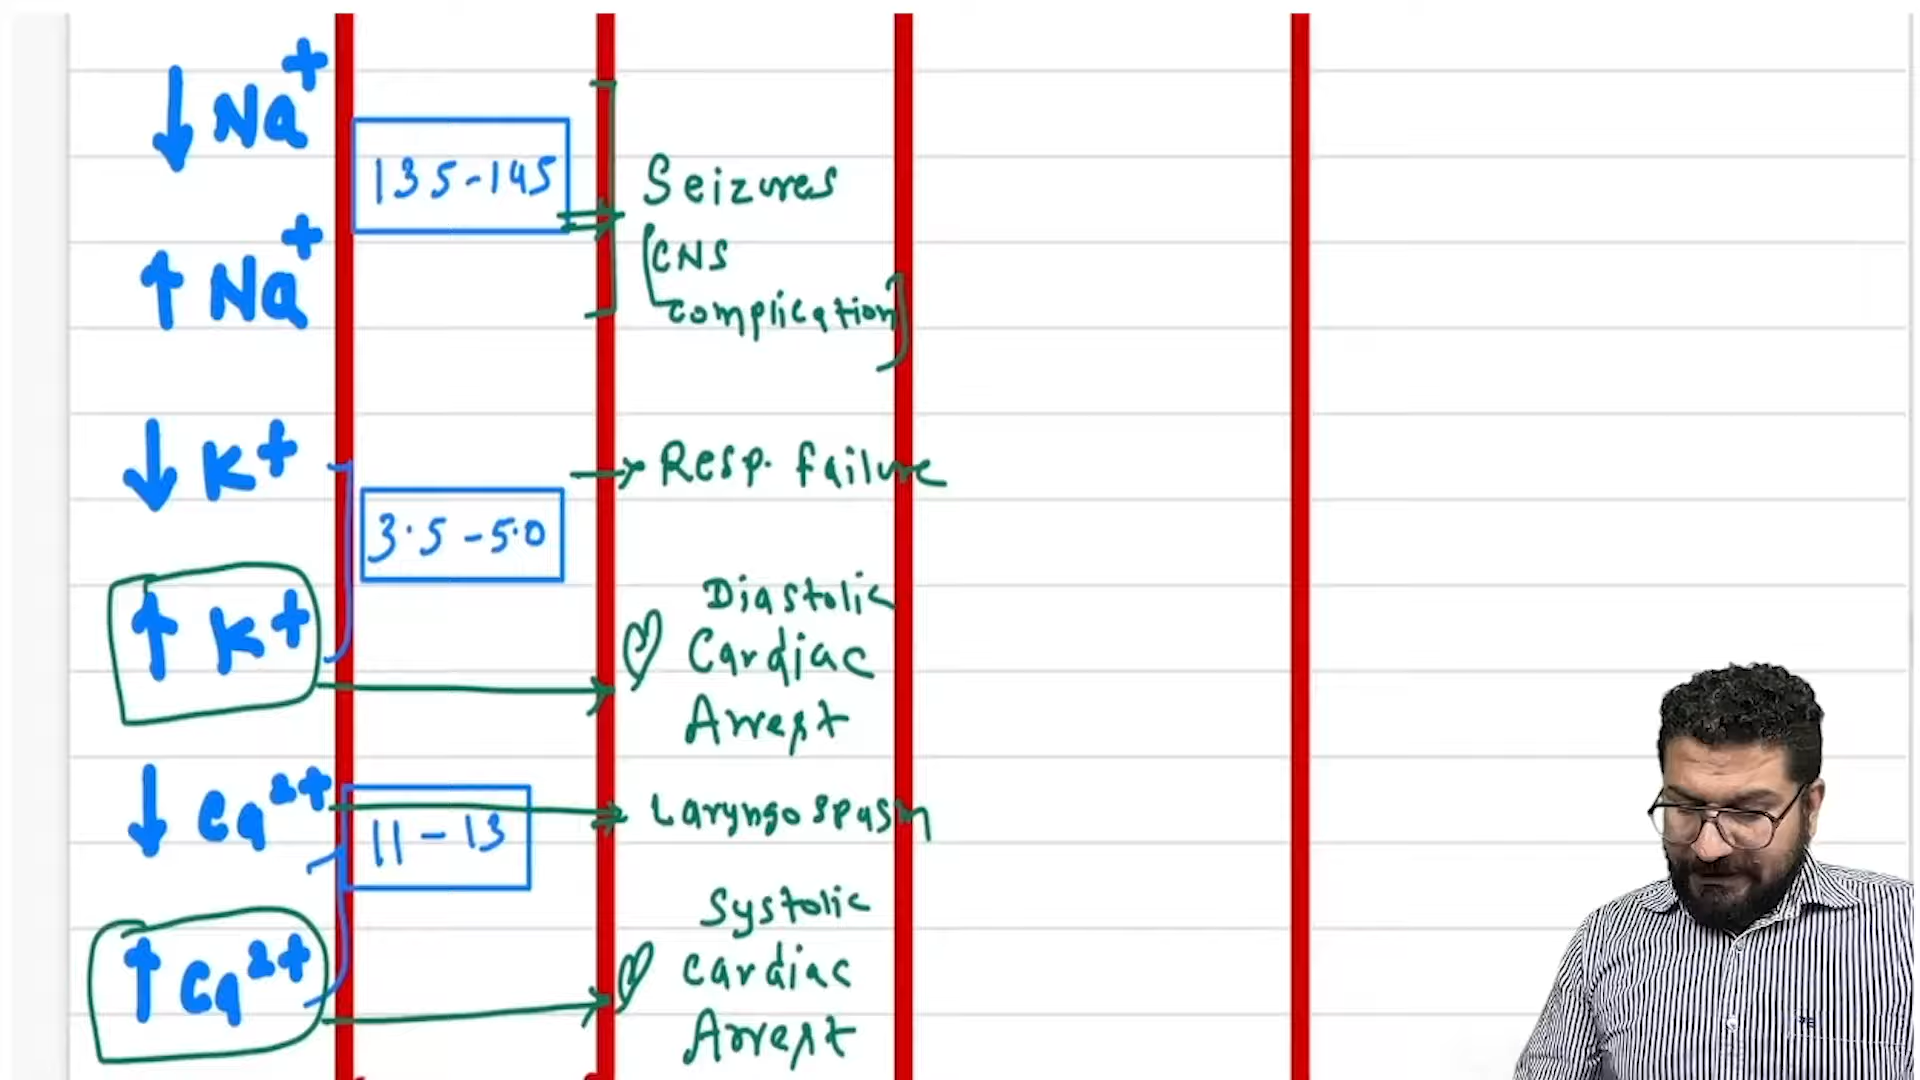 ↓ Na+
135-145
Seizures
[CNS
complication]
↑ Na+
↓ K+
→ Resp. failure
3.5-5.0
↑ K+
Diastolic
Cardiac
Arrest
↓ Ca2+
11-13
Laryngospasm
↑ Ca2+
Systolic
cardiac
Arrest